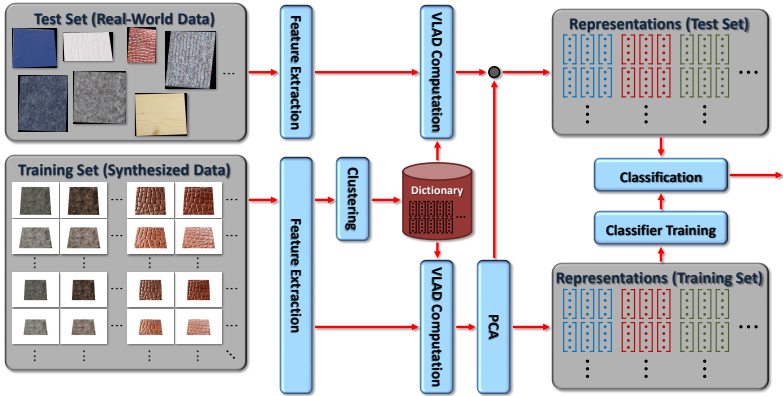 Test Set (Real-World Data)
Feature Extraction
VLAD Computation
Representations (Test Set)
Training Set (Synthesized Data)
Feature Extraction
Clustering
Dictionary
VLAD Computation
PCA
Classification
Classifier Training
Representations (Training Set)